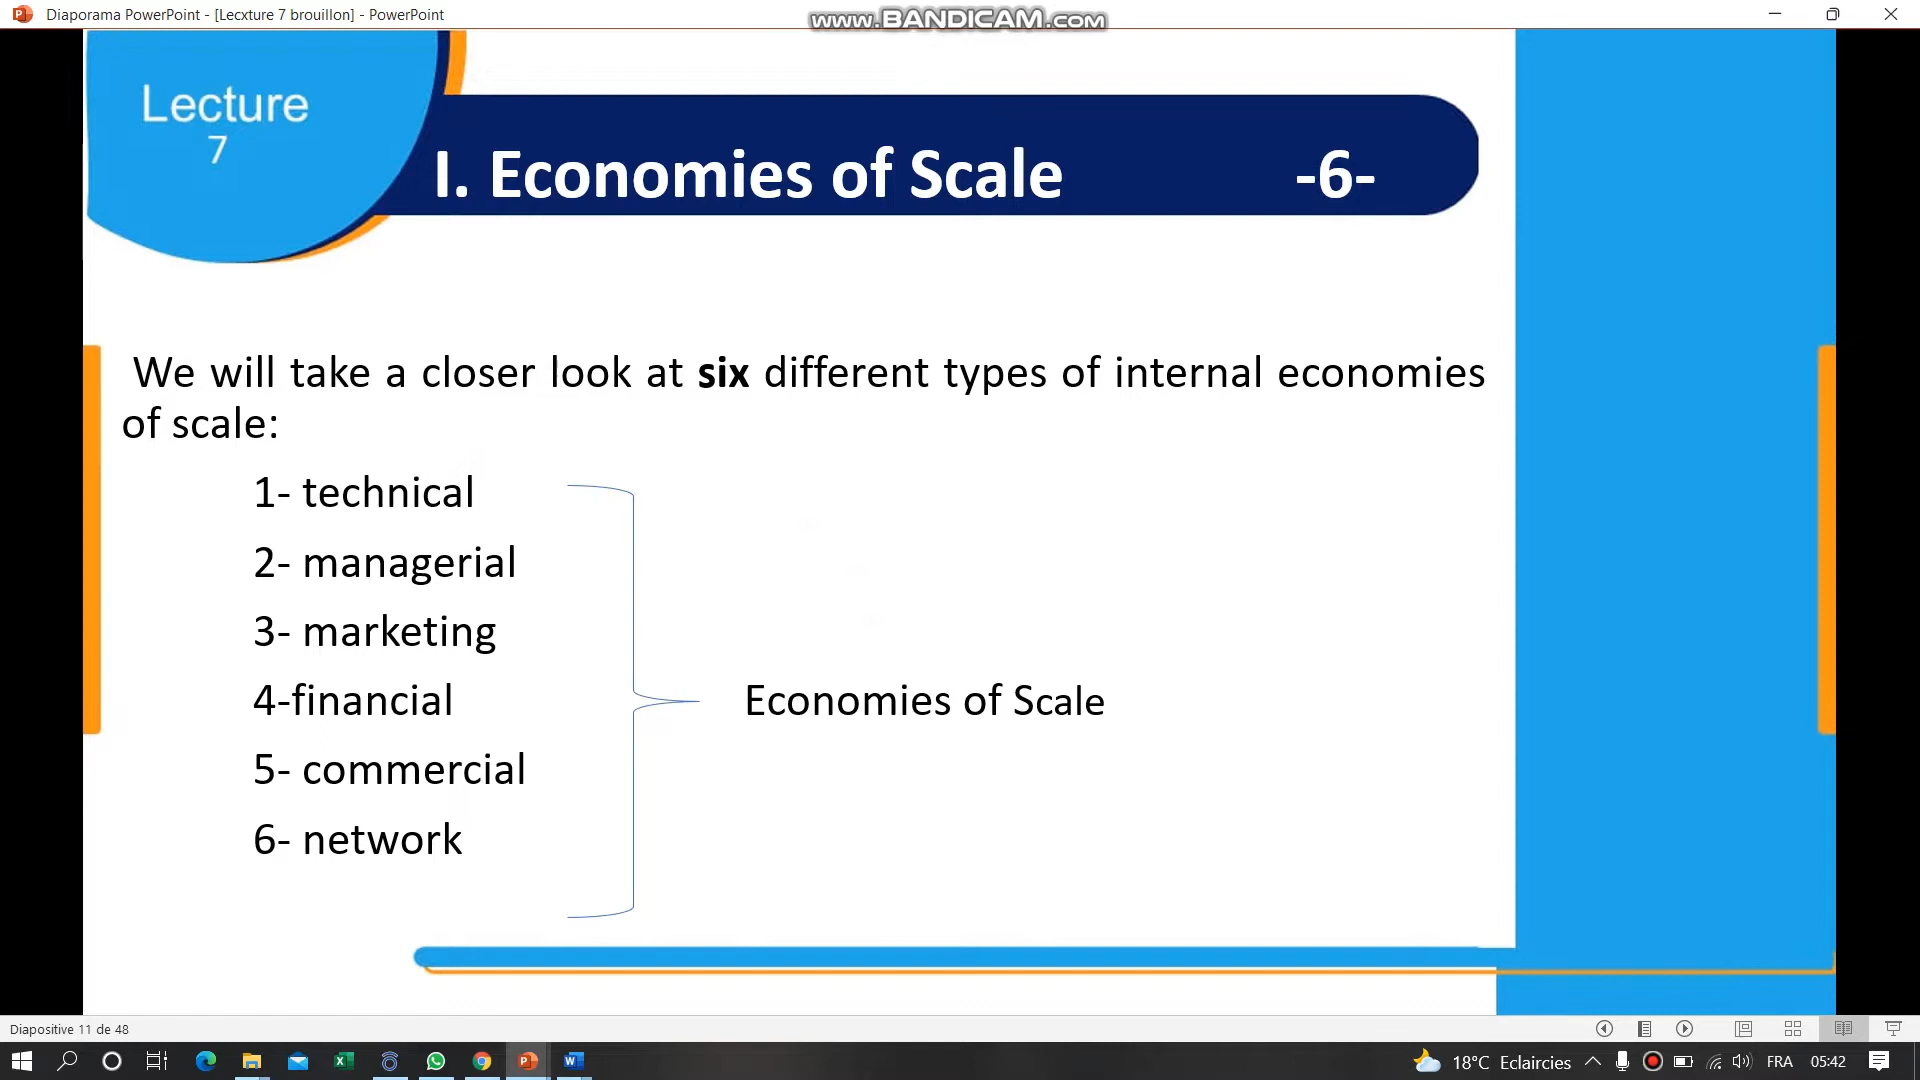 Diaporama PowerPoint - [Lecxture 7 brouillon] - PowerPoint
www.BANDICAM.com
Lecture
7
I. Economies of Scale -6-
We will take a closer look at six different types of internal economies
of scale:
1- technical
2- managerial
3- marketing
4-financial
Economies of Scale
5- commercial
6- network
Diapositive 11 de 48
18°C Eclaircies FRA 05:42